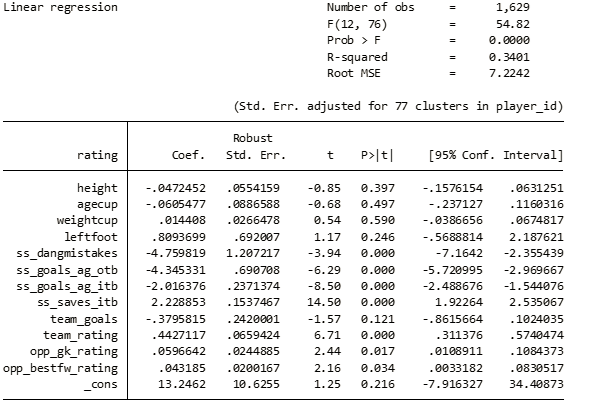 Linear regression Number of obs = 1,629
F(12, 76) = 54.82
Prob > F = 0.0000
R-squared = 0.3401
Root MSE = 7.2242
(Std. Err. adjusted for 77 clusters in player_id)
Robust
rating Coef. Std. Err. t P>|t| [95% Conf. Interval]
height -.0472452 .0554159 -0.85 0.397 -.1576154 .0631251
agecup -.0605477 .0886588 -0.68 0.497 -.237127 .1160316
weightcup .014408 .0266478 0.54 0.590 -.0386656 .0674817
leftfoot .8093699 .692007 1.17 0.246 -.5688814 2.187621
ss_dangmistakes -4.759819 1.207217 -3.94 0.000 -7.1642 -2.355439
ss_goals_ag_otb -4.345331 .690708 -6.29 0.000 -5.720995 -2.969667
ss_goals_ag_itb -2.016376 .2371374 -8.50 0.000 -2.488676 -1.544076
ss_saves_itb 2.228853 .1537467 14.50 0.000 1.92264 2.535067
team_goals -.3795815 .2420001 -1.57 0.121 -.8615664 .1024035
team_rating .4427117 .0659424 6.71 0.000 .311376 .5740474
opp_gk_rating .0596642 .0244885 2.44 0.017 .0108911 .1084373
opp_bestfw_rating .043185 .0200167 2.16 0.034 .0033182 .0830517
_cons 13.2462 10.6255 1.25 0.216 -7.916327 34.40873